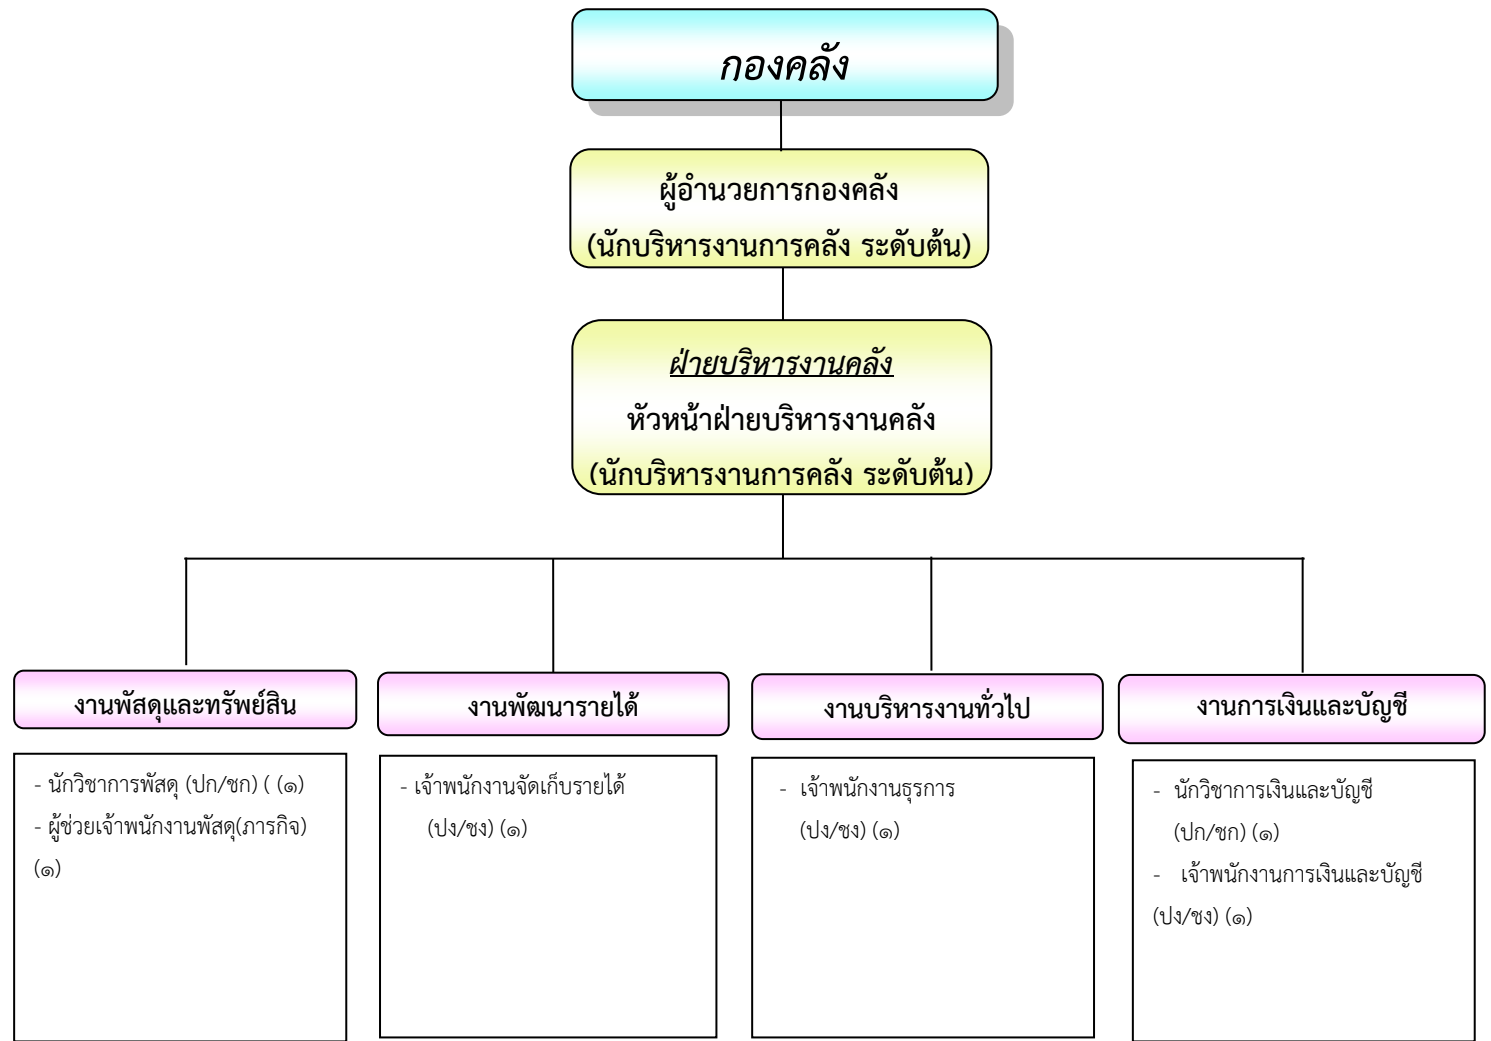 กองคลัง
ผู้อำนวยการกองคลัง
(นักบริหารงานการคลัง ระดับต้น)
ฝ่ายบริหารงานคลัง
หัวหน้าฝ่ายบริหารงานคลัง
(นักบริหารงานการคลัง ระดับต้น)
งานพัสดุและทรัพย์สิน
- นักวิชาการพัสดุ (ปก/ชก) ( (๑)
- ผู้ช่วยเจ้าพนักงานพัสดุ(ภารกิจ)
(๑)
งานพัฒนารายได้
- เจ้าพนักงานจัดเก็บรายได้
(ปง/ชง) (๑)
งานบริหารงานทั่วไป
- เจ้าพนักงานธุรการ
(ปง/ชง) (๑)
งานการเงินและบัญชี
- นักวิชาการเงินและบัญชี
(ปก/ชก) (๑)
- เจ้าพนักงานการเงินและบัญชี
(ปง/ชง) (๑)